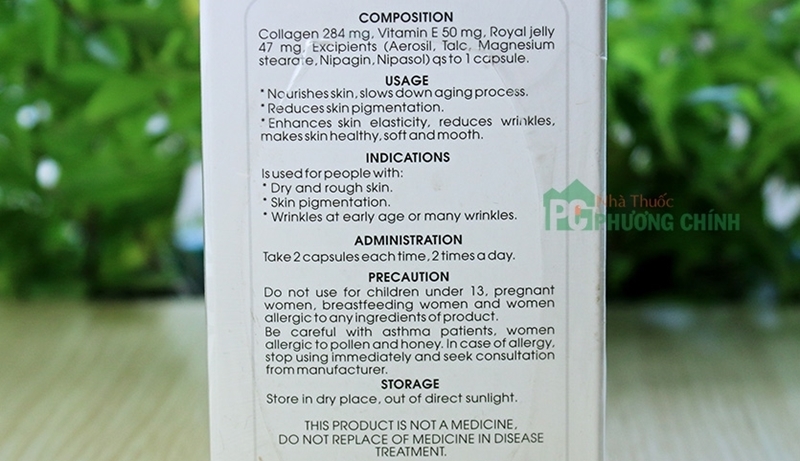 COMPOSITION
Collagen 284 mg, Vitamin E 50 mg, Royal jelly
47 mg, Excipients (Aerosil, Talc, Magnesium
stearate, Nipagin, Nipasol) qs to 1 capsule.
USAGE
* Nourishes skin, slows down aging process.
* Reduces skin pigmentation.
* Enhances skin elasticity, reduces wrinkles,
makes skin healthy, soft and mooth.
INDICATIONS
Is used for people with:
* Dry and rough skin.
* Skin pigmentation.
* Wrinkles at early age or many wrinkles.
ADMINISTRATION
Take 2 capsules each time, 2 times a day.
PRECAUTION
Do not use for children under 13, pregnant
women, breastfeeding women and women
allergic to any ingredients of product.
Be careful with asthma patients, women
allergic to pollen and honey. In case of allergy,
stop using immediately and seek consultation
from manufacturer.
STORAGE
Store in dry place, out of direct sunlight.
THIS PRODUCT IS NOT A MEDICINE,
DO NOT REPLACE OF MEDICINE IN DISEASE
TREATMENT.
PC
Nhà Thuốc
PHƯƠNG CHÍNH